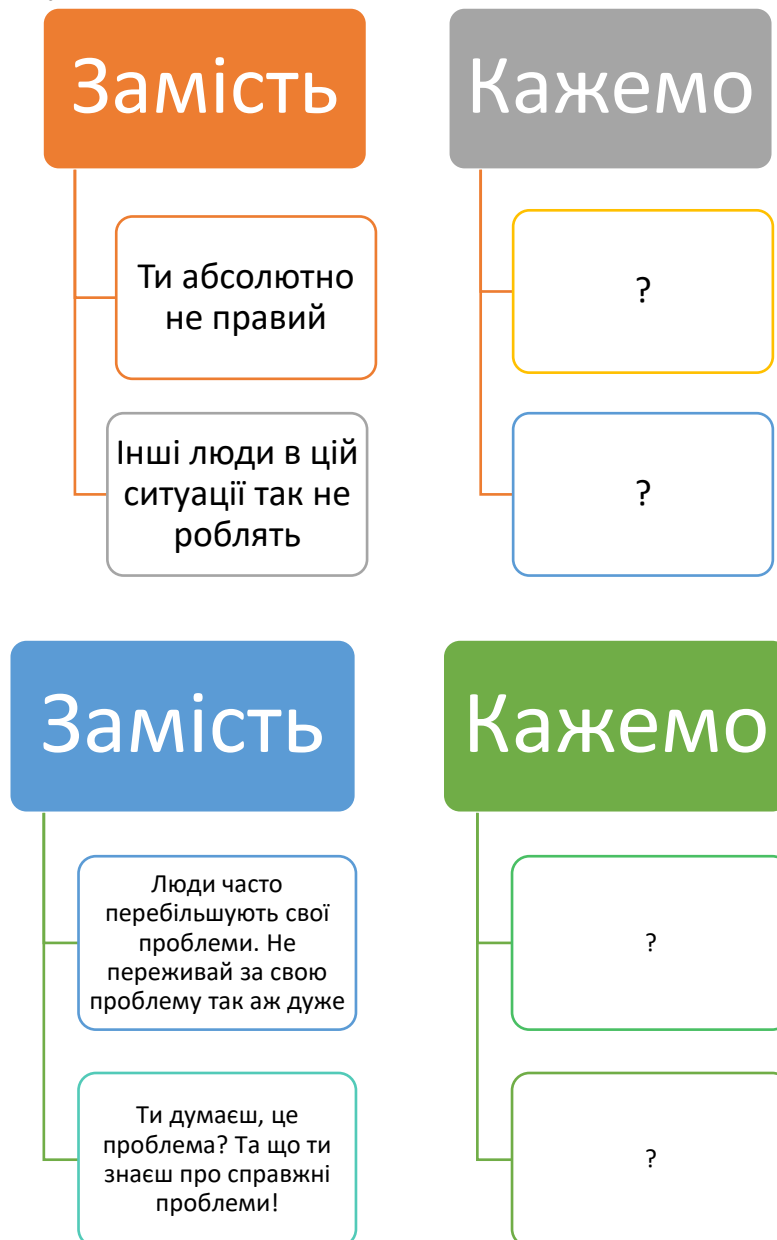 Замість
Кажемо
Ти абсолютно
не правий
?
Інші люди в цій
ситуації так не
роблять
?
Замість
Кажемо
Люди часто
перебільшують свої
проблеми. Не
переживай за свою
проблему так аж дуже
?
Ти думаєш, це
проблема? Та що ти
знаєш про справжні
проблеми!
?